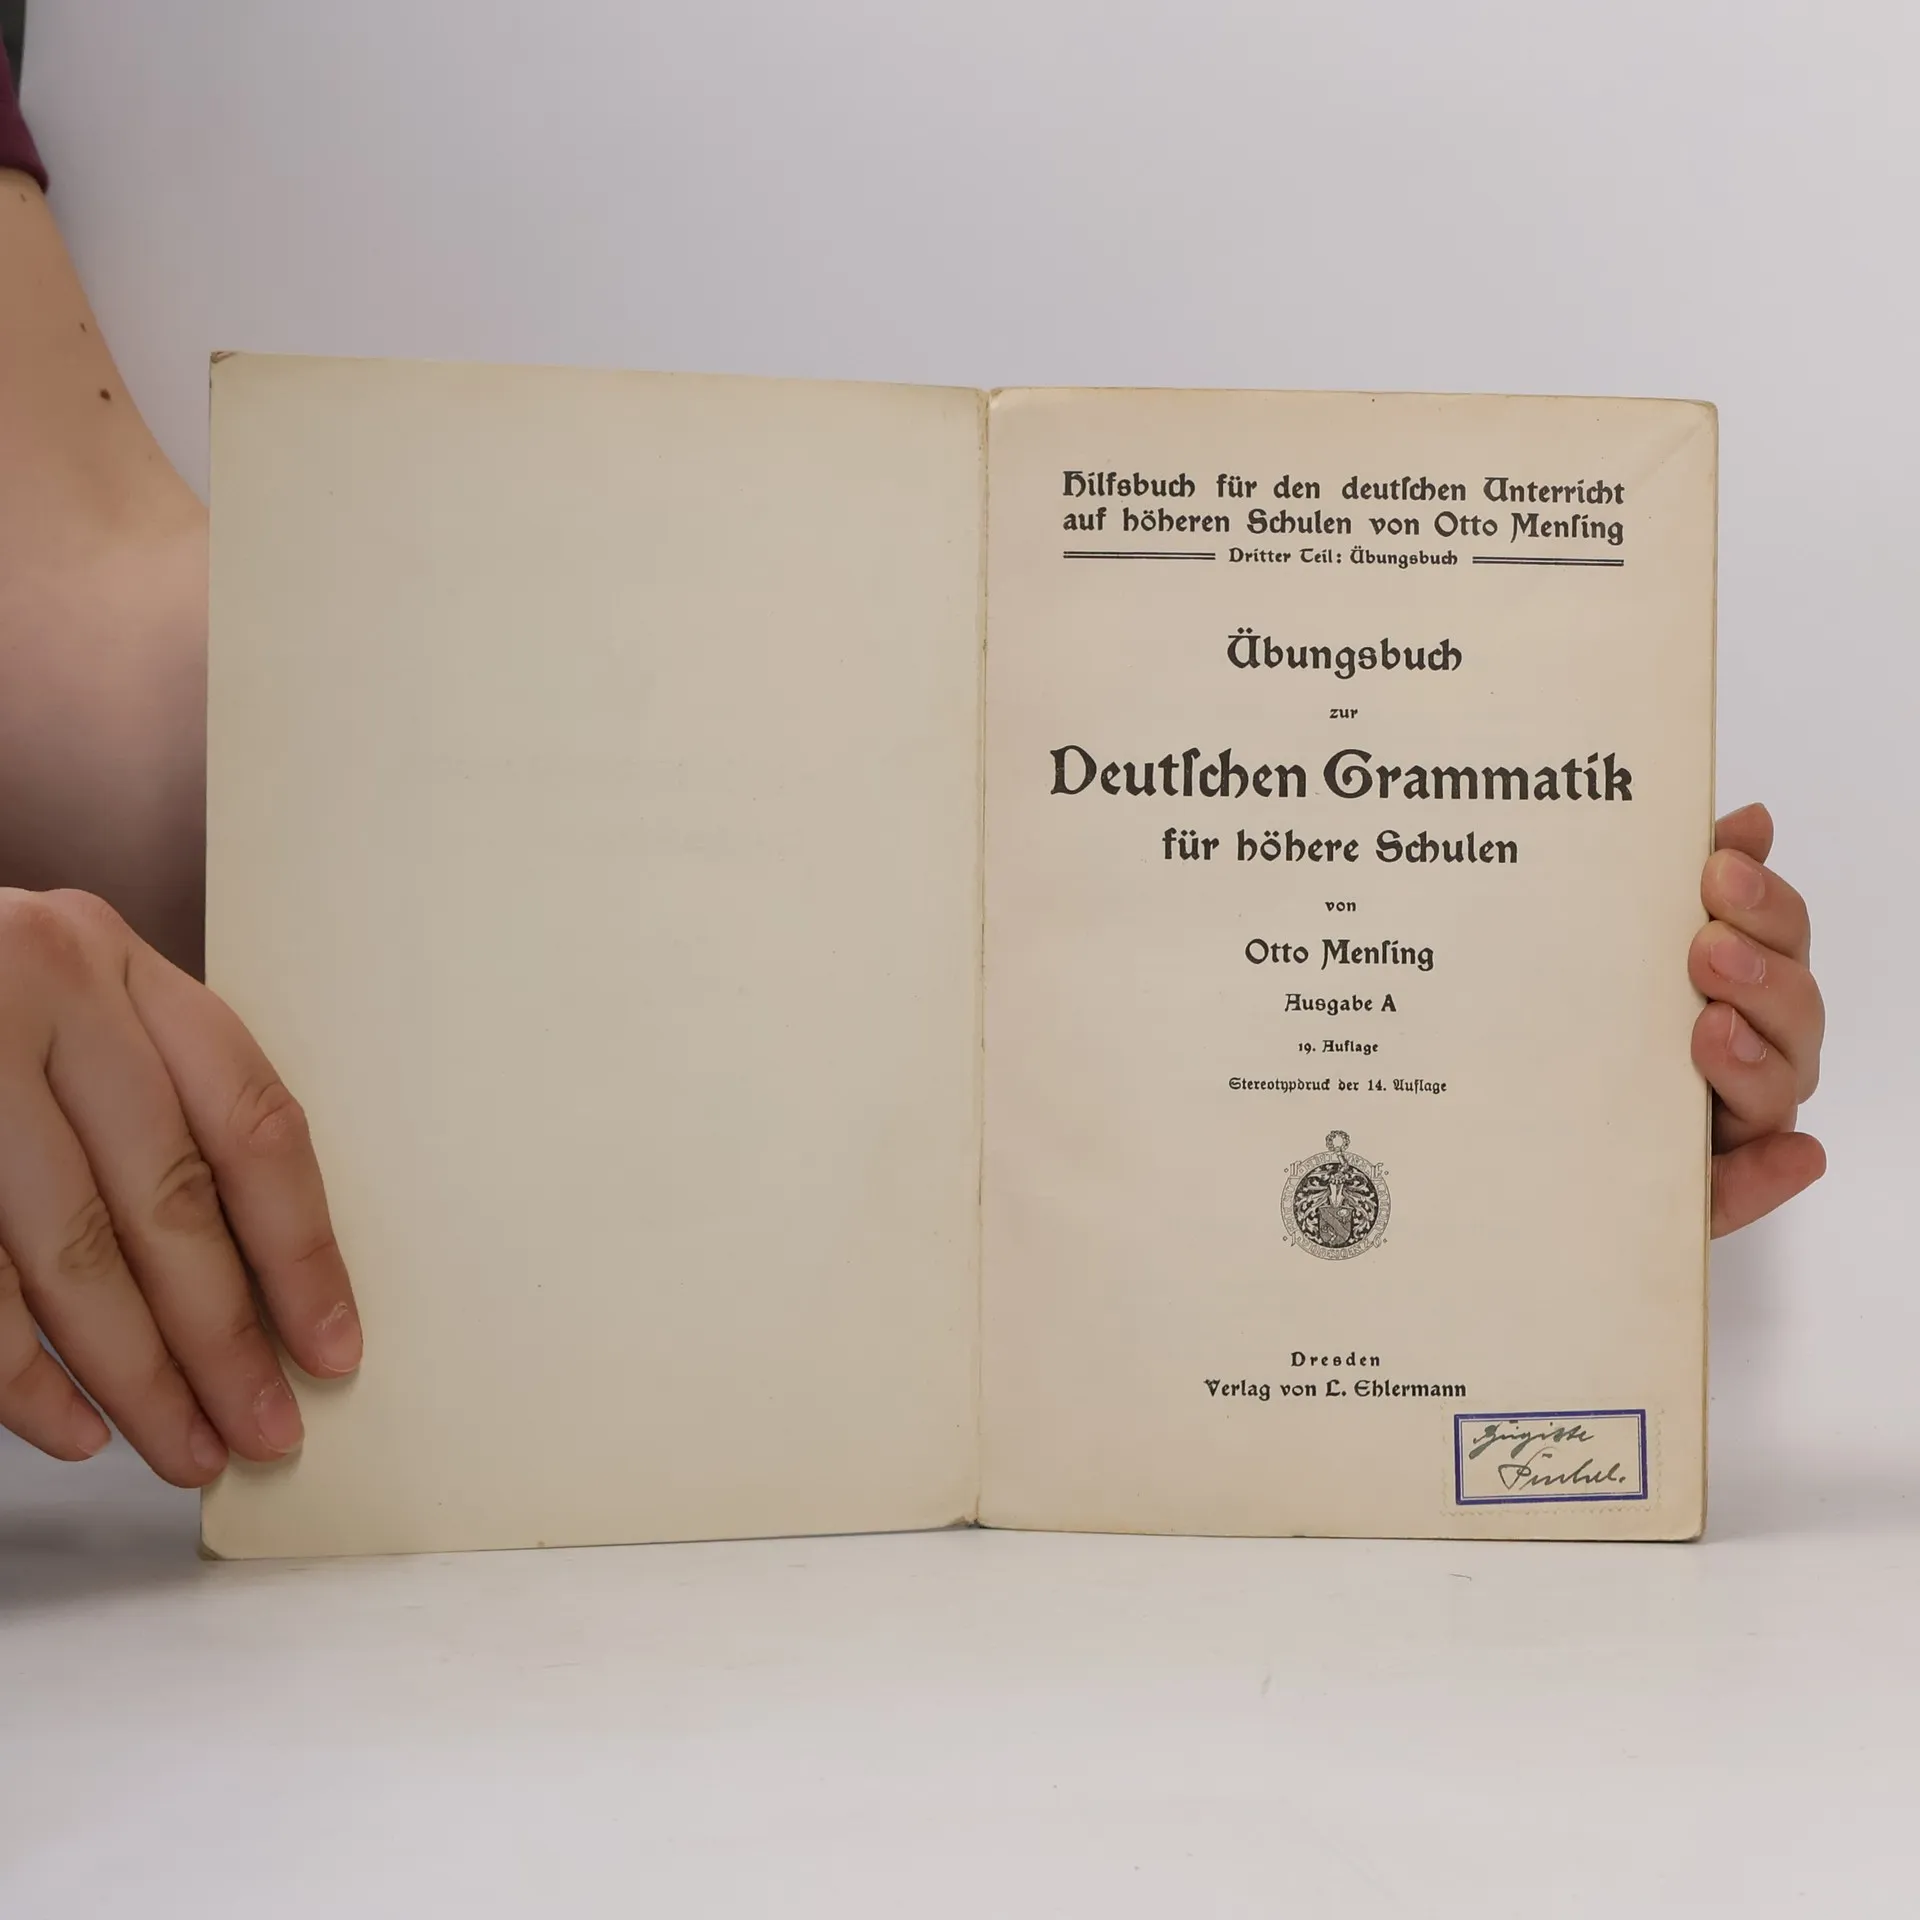 Hilfsbuch für den deutſchen Unterricht
auf höheren Schulen von Otto Menſing
Dritter Teil: Übungsbuch
Übungsbuch
zur
Deutſchen Grammatik
für höhere Schulen
von
Otto Menſing
Ausgabe A
19. Auflage
Stereotypdruck der 14. Auflage
Dresden
Verlag von L. Ehlermann